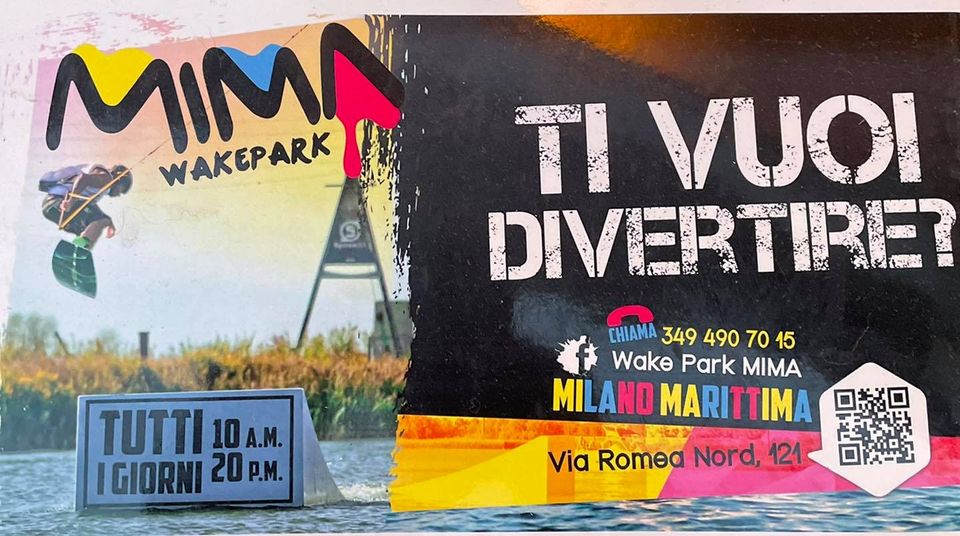 MIMA
WAKEPARK
TUTTI I GIORNI
10 A.M.
20 P.M.
TI VUOI
DIVERTIRE?
CHIAMA 349 490 70 15
f Wake Park MIMA
MILANO MARITTIMA
Via Romea Nord, 121